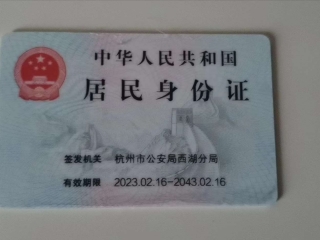 中华人民共和国
居民身份证
签发机关 杭州市公安局西湖分局
有效期限 2023.02.16-2043.02.16